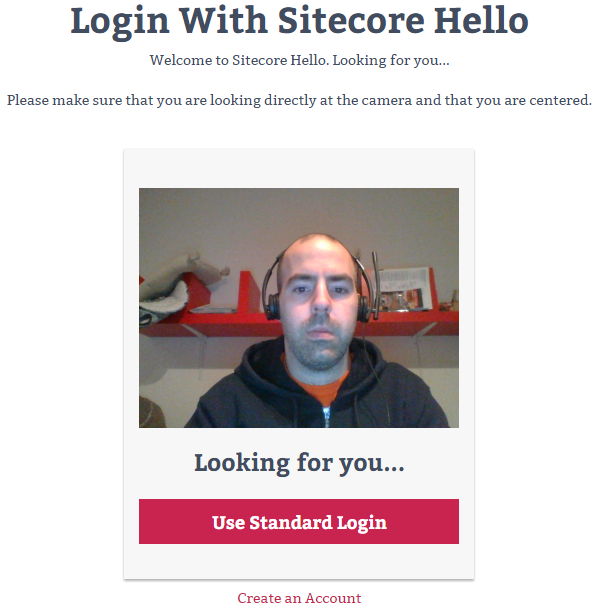 Login With Sitecore Hello
Welcome to Sitecore Hello. Looking for you...
Please make sure that you are looking directly at the camera and that you are centered.
Looking for you...
Use Standard Login
Create an Account